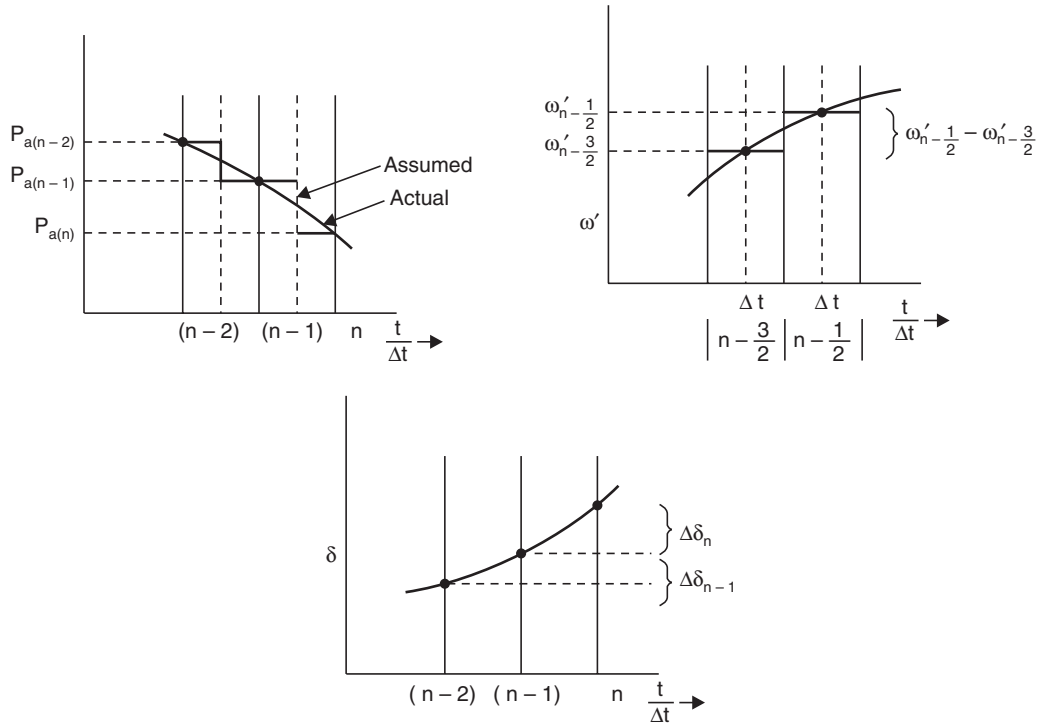 P_{a(n – 2)}
P_{a(n – 1)}
P_{a(n)}
Assumed
Actual
(n – 2) (n – 1) n t/Δt
ω′_{n – 1/2}
ω′_{n – 3/2}
ω′_{n – 1/2} – ω′_{n – 3/2}
ω′
Δ t Δ t t/Δt
n – 3/2 n – 1/2
δ
Δδ_n
Δδ_{n – 1}
( n – 2) (n – 1) n t/Δt